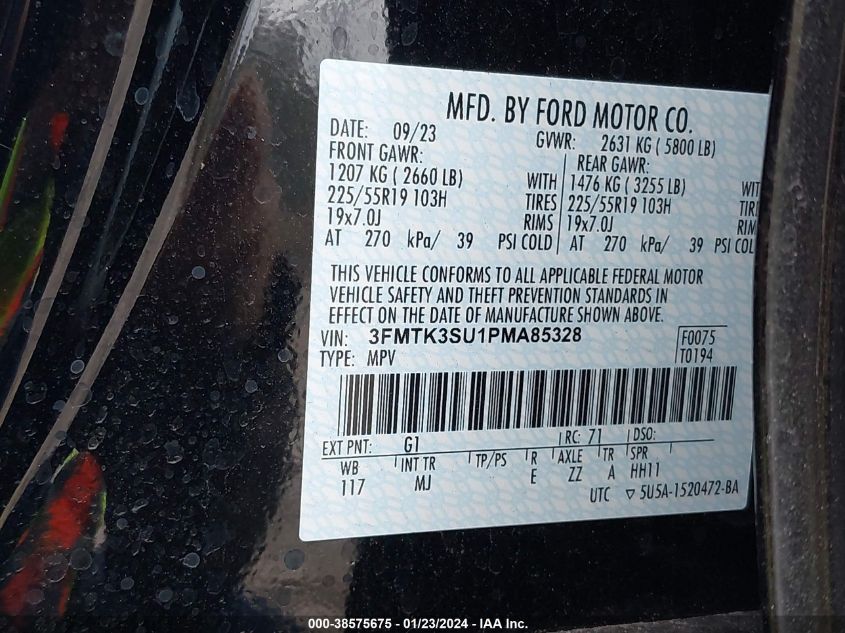 MFD. BY FORD MOTOR CO.
DATE: 09/23 GVWR: 2631 KG ( 5800 LB)
FRONT GAWR: REAR GAWR:
1207 KG ( 2660 LB) WITH 1476 KG ( 3255 LB) WIT
225/55R19 103H TIRES 225/55R19 103H TIR
19x7.0J RIMS 19x7.0J RIM
AT 270 kPa/ 39 PSI COLD AT 270 kPa/ 39 PSI COL
THIS VEHICLE CONFORMS TO ALL APPLICABLE FEDERAL MOTOR
VEHICLE SAFETY AND THEFT PREVENTION STANDARDS IN
EFFECT ON THE DATE OF MANUFACTURE SHOWN ABOVE.
VIN: 3FMTK3SU1PMA85328 F0075
TYPE: MPV T0194
EXT PNT: G1 RC: 71 DSO:
WB INT TR TP/PS R AXLE TR SPR
117 MJ E ZZ A HH11
UTC ▽ 5U5A-1520472-BA
000-38575675 - 01/23/2024 - IAA Inc.